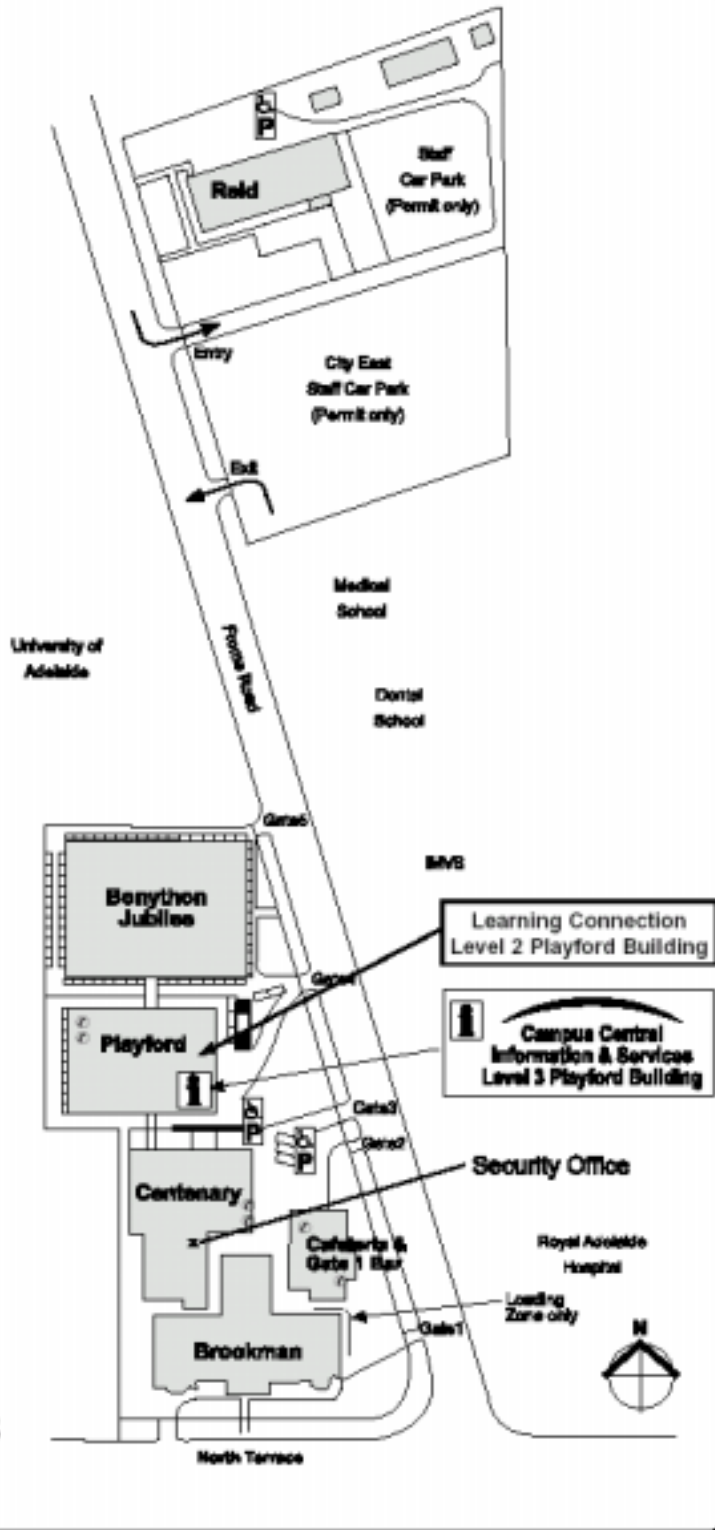 P
Reid
Staff
Car Park
(Permit only)
Entry
City East
Staff Car Park
(Permit only)
Exit
Medical
School
University of
Adelaide
Frome Road
Dental
School
Gate5
IMVS
Bonython
Jubilee
Learning Connection
Level 2 Playford Building
Gate4
Playford
i
i
Campus Central
Information & Services
Level 3 Playford Building
P
Gate3
P
Gate2
Security Office
Centenary
x
Cafeteria &
Gate 1 Bar
Royal Adelaide
Hospital
Loading
Zone only
Gate1
N
Brookman
North Terrace